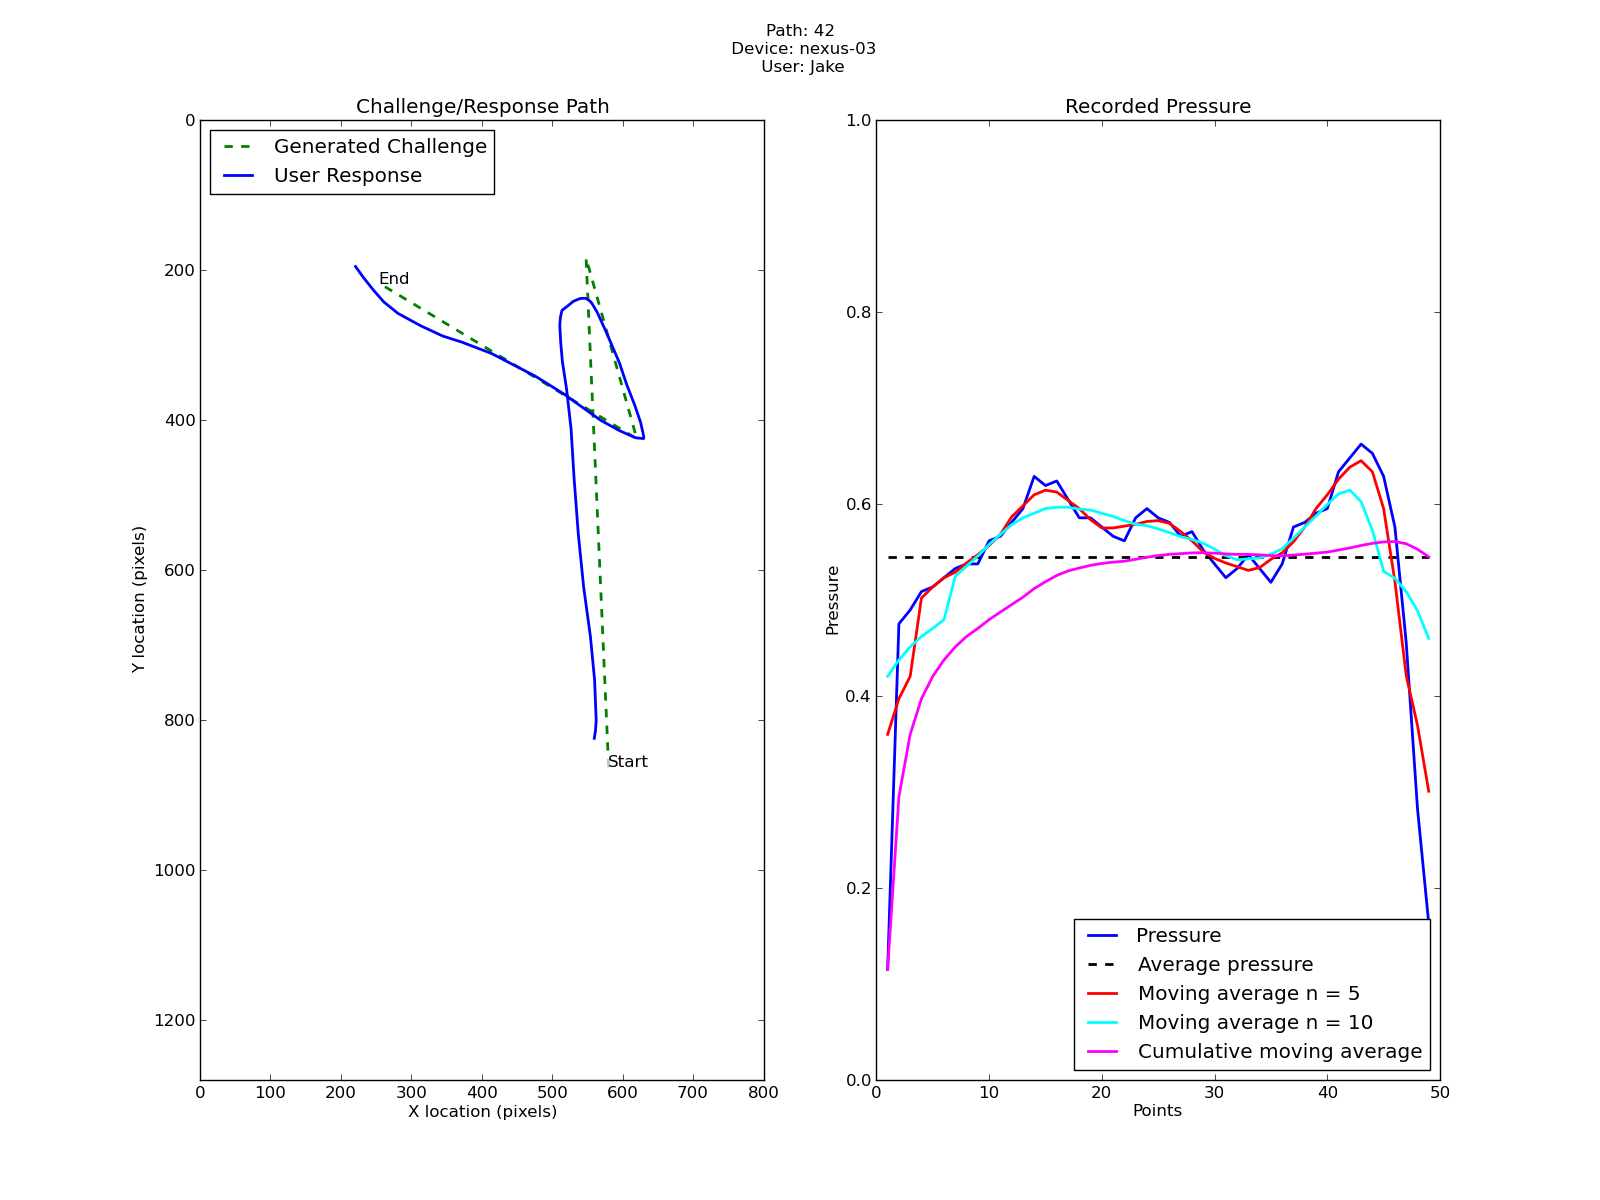 Path: 42
Device: nexus-03
User: Jake
Challenge/Response Path
Generated Challenge
User Response
End
Start
0
200
400
600
800
1000
1200
Y location (pixels)
0 100 200 300 400 500 600 700 800
X location (pixels)
Recorded Pressure
1.0
0.8
0.6
0.4
0.2
0.0
Pressure
Pressure
Average pressure
Moving average n = 5
Moving average n = 10
Cumulative moving average
0 10 20 30 40 50
Points